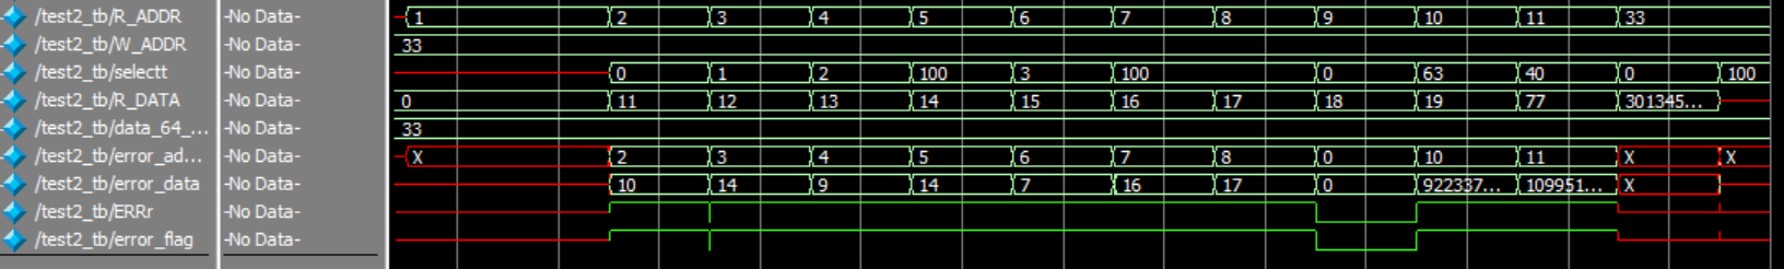 /test2_tb/R_ADDR -No Data- 1 2 3 4 5 6 7 8 9 10 11 33
/test2_tb/W_ADDR -No Data- 33
/test2_tb/selectt -No Data- 0 1 2 100 3 100 0 63 40 0 100
/test2_tb/R_DATA -No Data- 0 11 12 13 14 15 16 17 18 19 77 301345...
/test2_tb/data_64_... -No Data- 33
/test2_tb/error_ad... -No Data- X 2 3 4 5 6 7 8 0 10 11 X X
/test2_tb/error_data -No Data- 10 14 9 14 7 16 17 0 922337... 109951... X
/test2_tb/ERRr -No Data-
/test2_tb/error_flag -No Data-